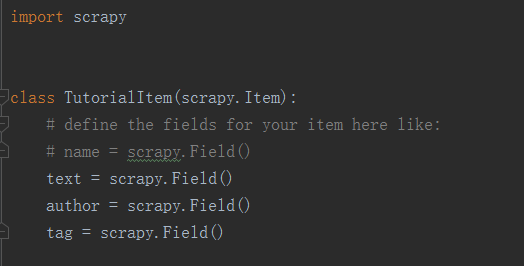 import scrapy
class TutorialItem(scrapy.Item):
    # define the fields for your item here like:
    # name = scrapy.Field()
    text = scrapy.Field()
    author = scrapy.Field()
    tag = scrapy.Field()